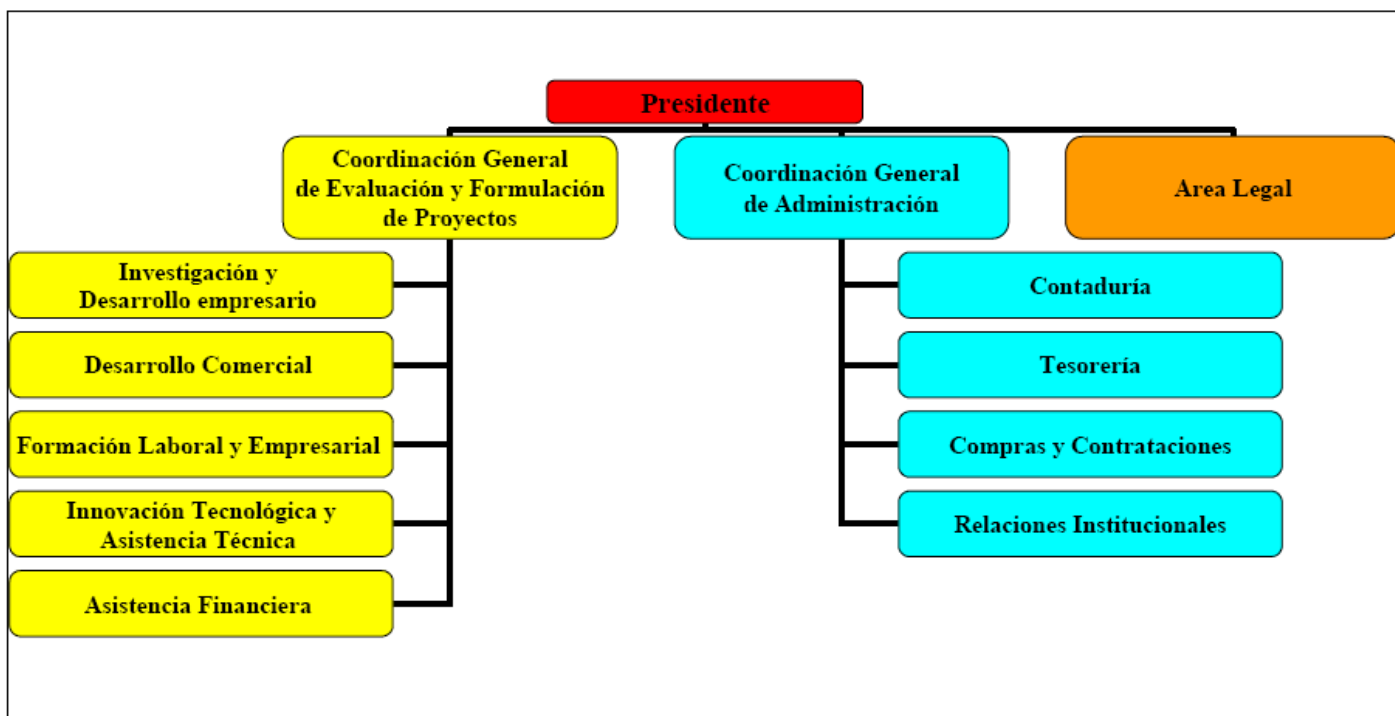 Presidente
Coordinación General
de Evaluación y Formulación
de Proyectos
Coordinación General
de Administración
Area Legal
Investigación y
Desarrollo empresario
Desarrollo Comercial
Formación Laboral y Empresarial
Innovación Tecnológica y
Asistencia Técnica
Asistencia Financiera
Contaduría
Tesorería
Compras y Contrataciones
Relaciones Institucionales